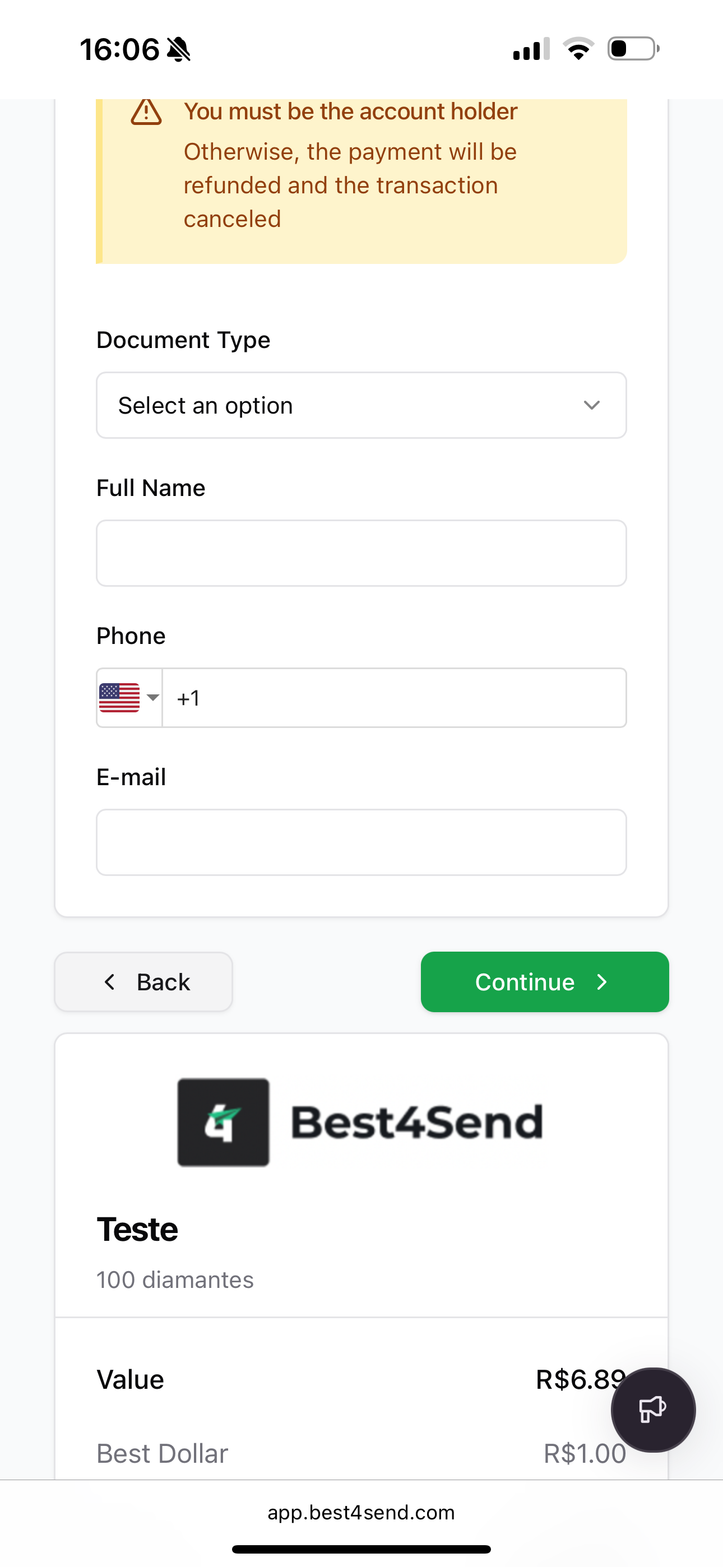 16:06
You must be the account holder
Otherwise, the payment will be
refunded and the transaction
canceled
Document Type
Select an option
Full Name
Phone
+1
E-mail
Back
Continue
4 Best4Send
Teste
100 diamantes
Value R$6.89
Best Dollar R$1.00
app.best4send.com